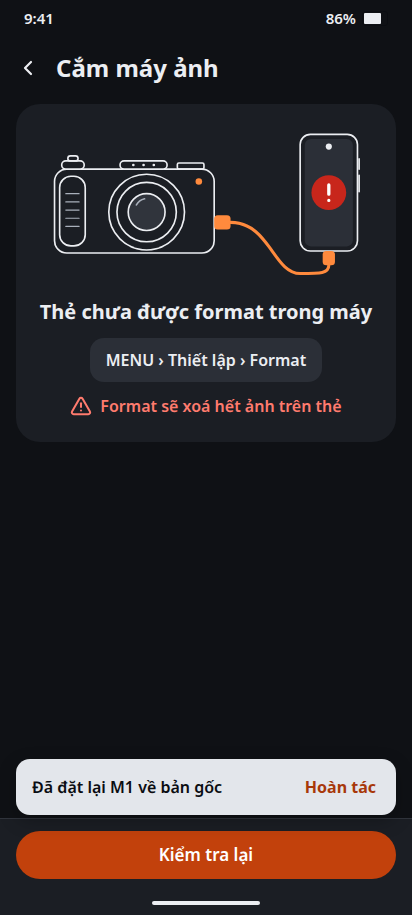 9:41
86%
Cắm máy ảnh
Thẻ chưa được format trong máy
MENU › Thiết lập › Format
Format sẽ xoá hết ảnh trên thẻ
Đã đặt lại M1 về bản gốc
Hoàn tác
Kiểm tra lại